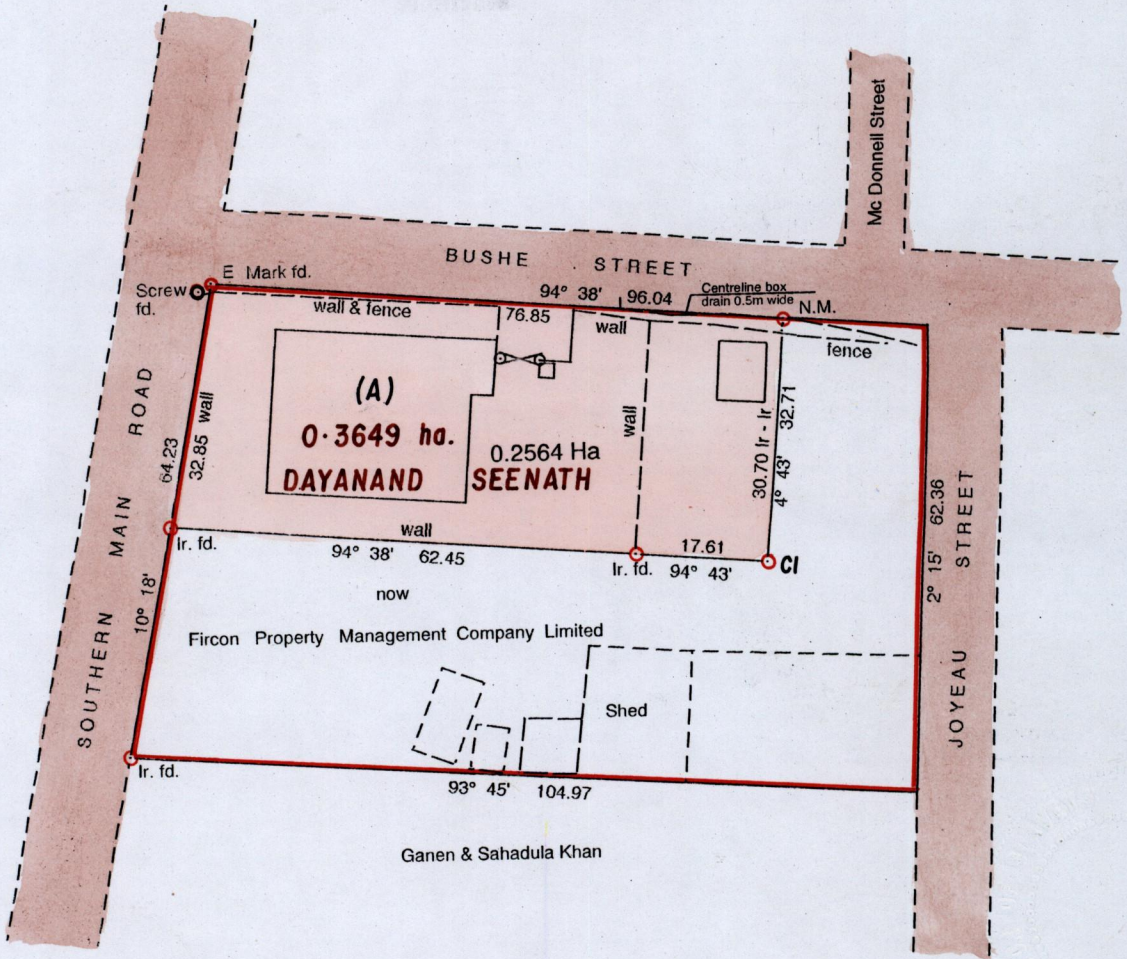 Mc Donnell Street
BUSHE STREET
E Mark fd.
Screw
fd.
94° 38' 96.04
Centreline box
drain 0.5m wide
N.M.
wall & fence
76.85
wall
fence
(A)
0.3649 ha.
0.2564 Ha
DAYANAND SEENATH
wall
30.70 Ir - Ir
32.71
4° 43'
64.23
32.85 wall
SOUTHERN MAIN ROAD
10° 18'
Ir. fd.
wall
94° 38' 62.45
Ir. fd.
17.61
94° 43'
C1
2° 15' 62.36
JOYEAU STREET
now
Fircon Property Management Company Limited
Shed
Ir. fd.
93° 45' 104.97
Ganen & Sahadula Khan